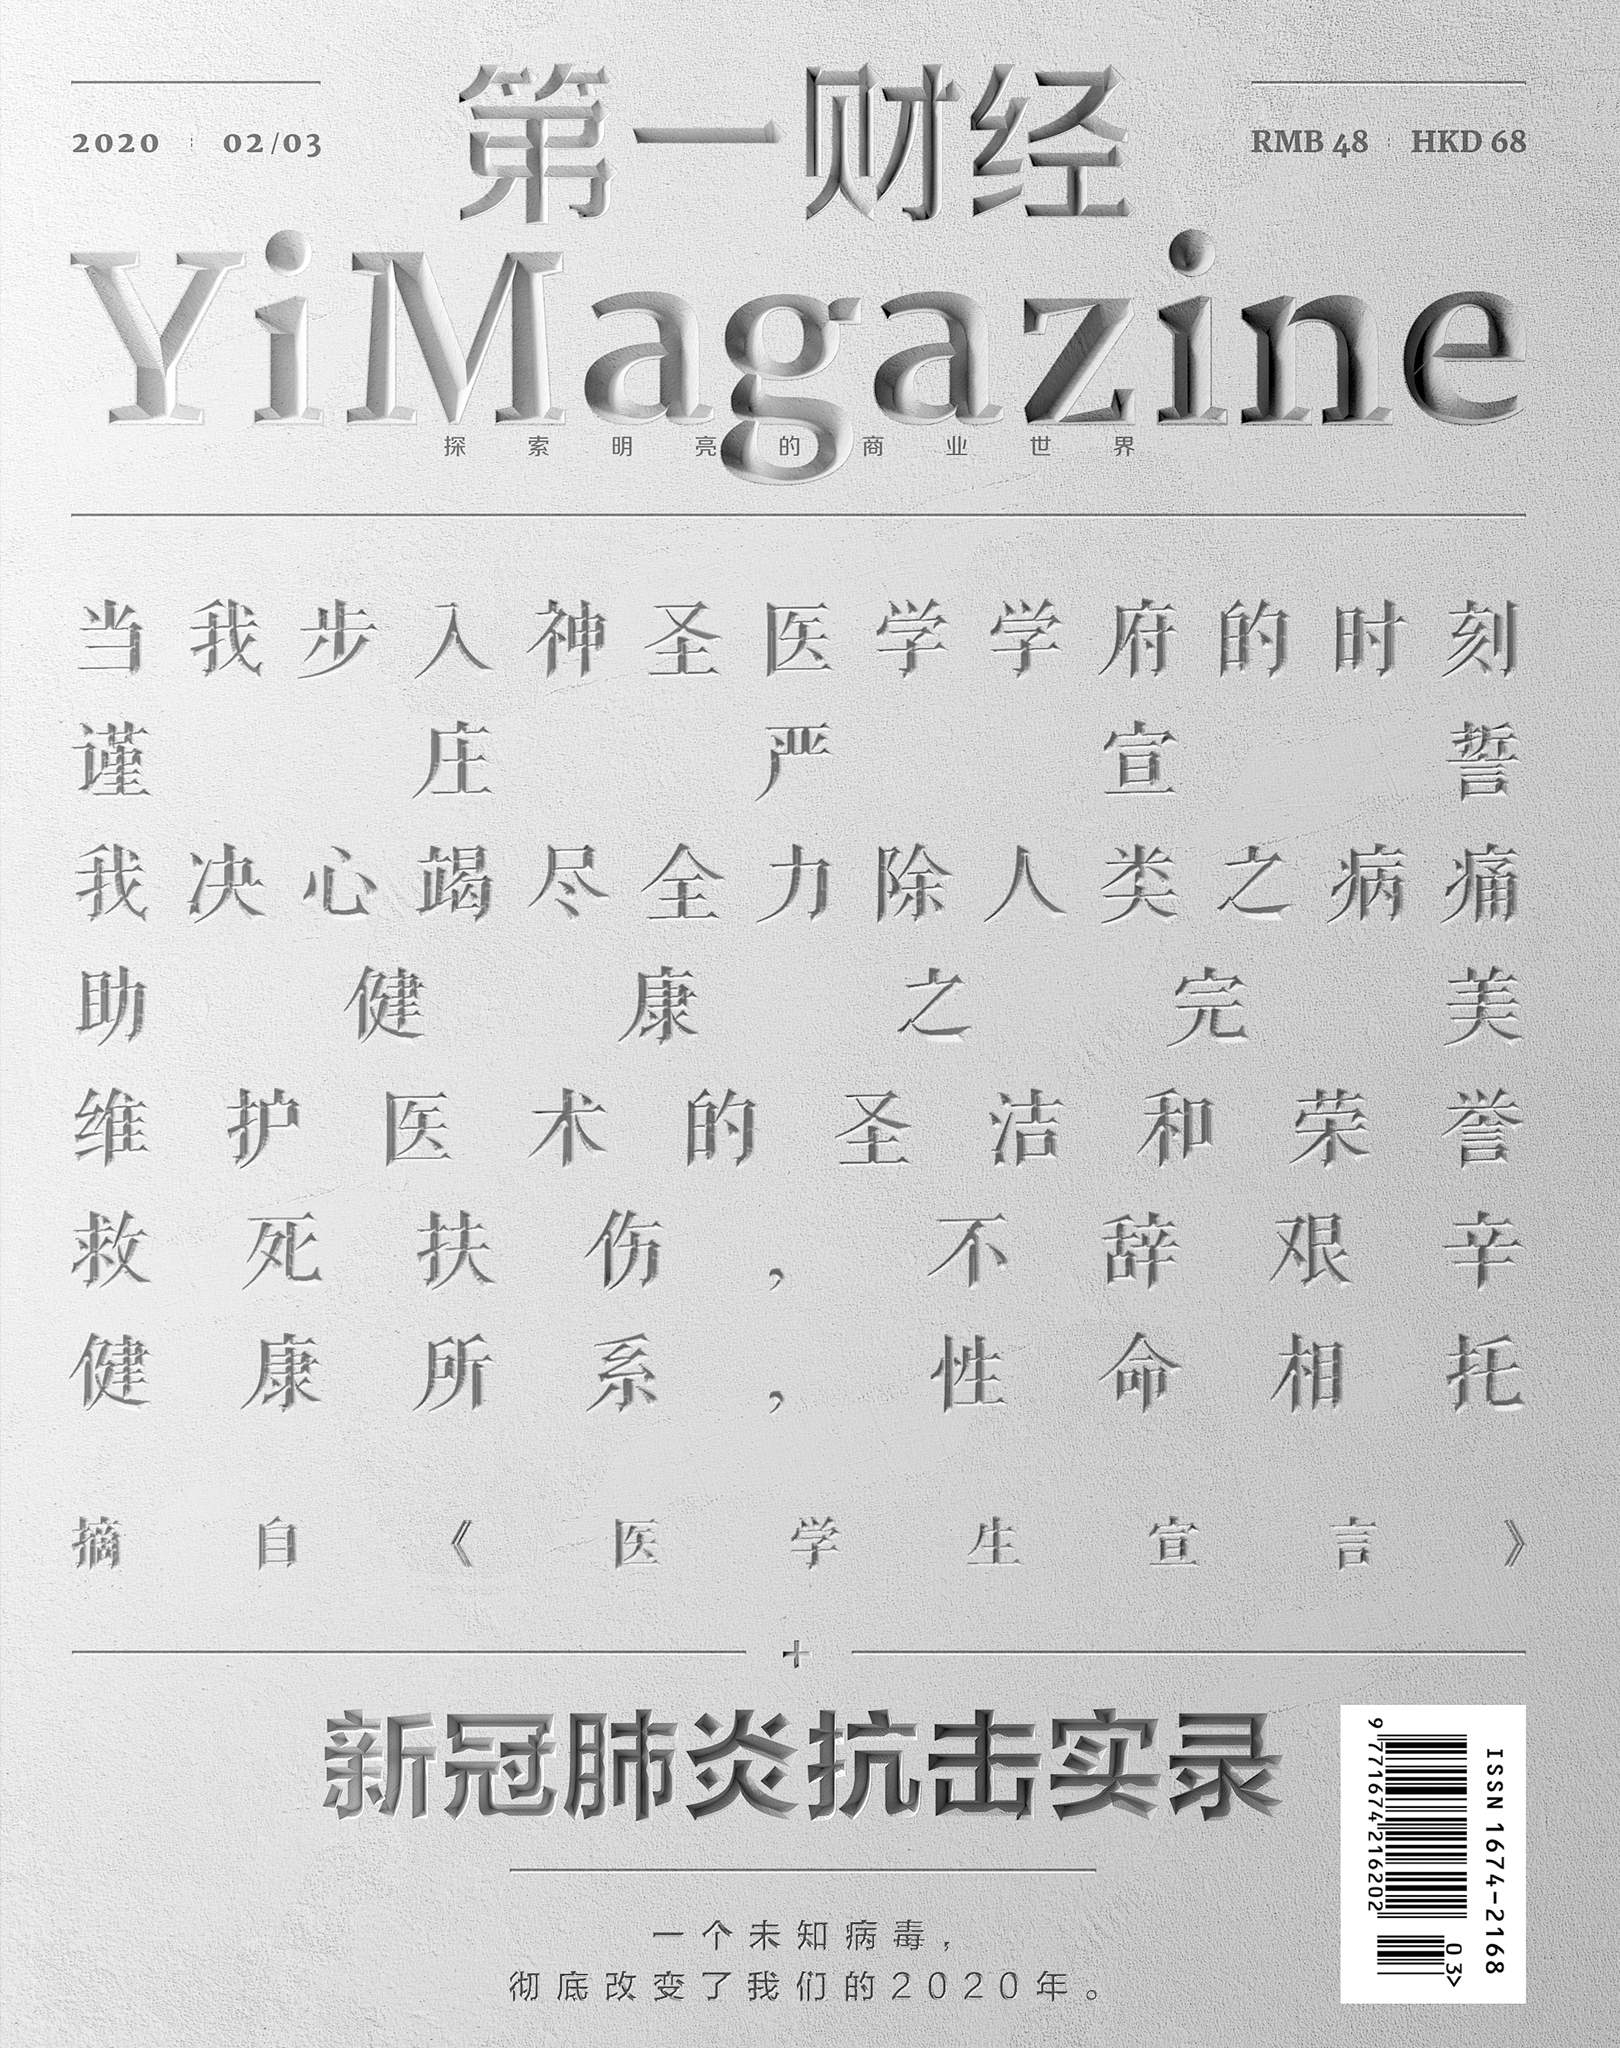 2020 | 02/03
第一财经
RMB 48 | HKD 68
YiMagazine
探索明亮的商业世界
当我步入神圣医学学府的时刻
谨庄严宣誓
我决心竭尽全力除人类之病痛
助健康之完美
维护医术的圣洁和荣誉
救死扶伤，不辞艰辛
健康所系，性命相托
摘自《医学生宣言》
+
新冠肺炎抗击实录
一个未知病毒，
彻底改变了我们的2020年。
ISSN 1674-2168
9 771674 216202
03>